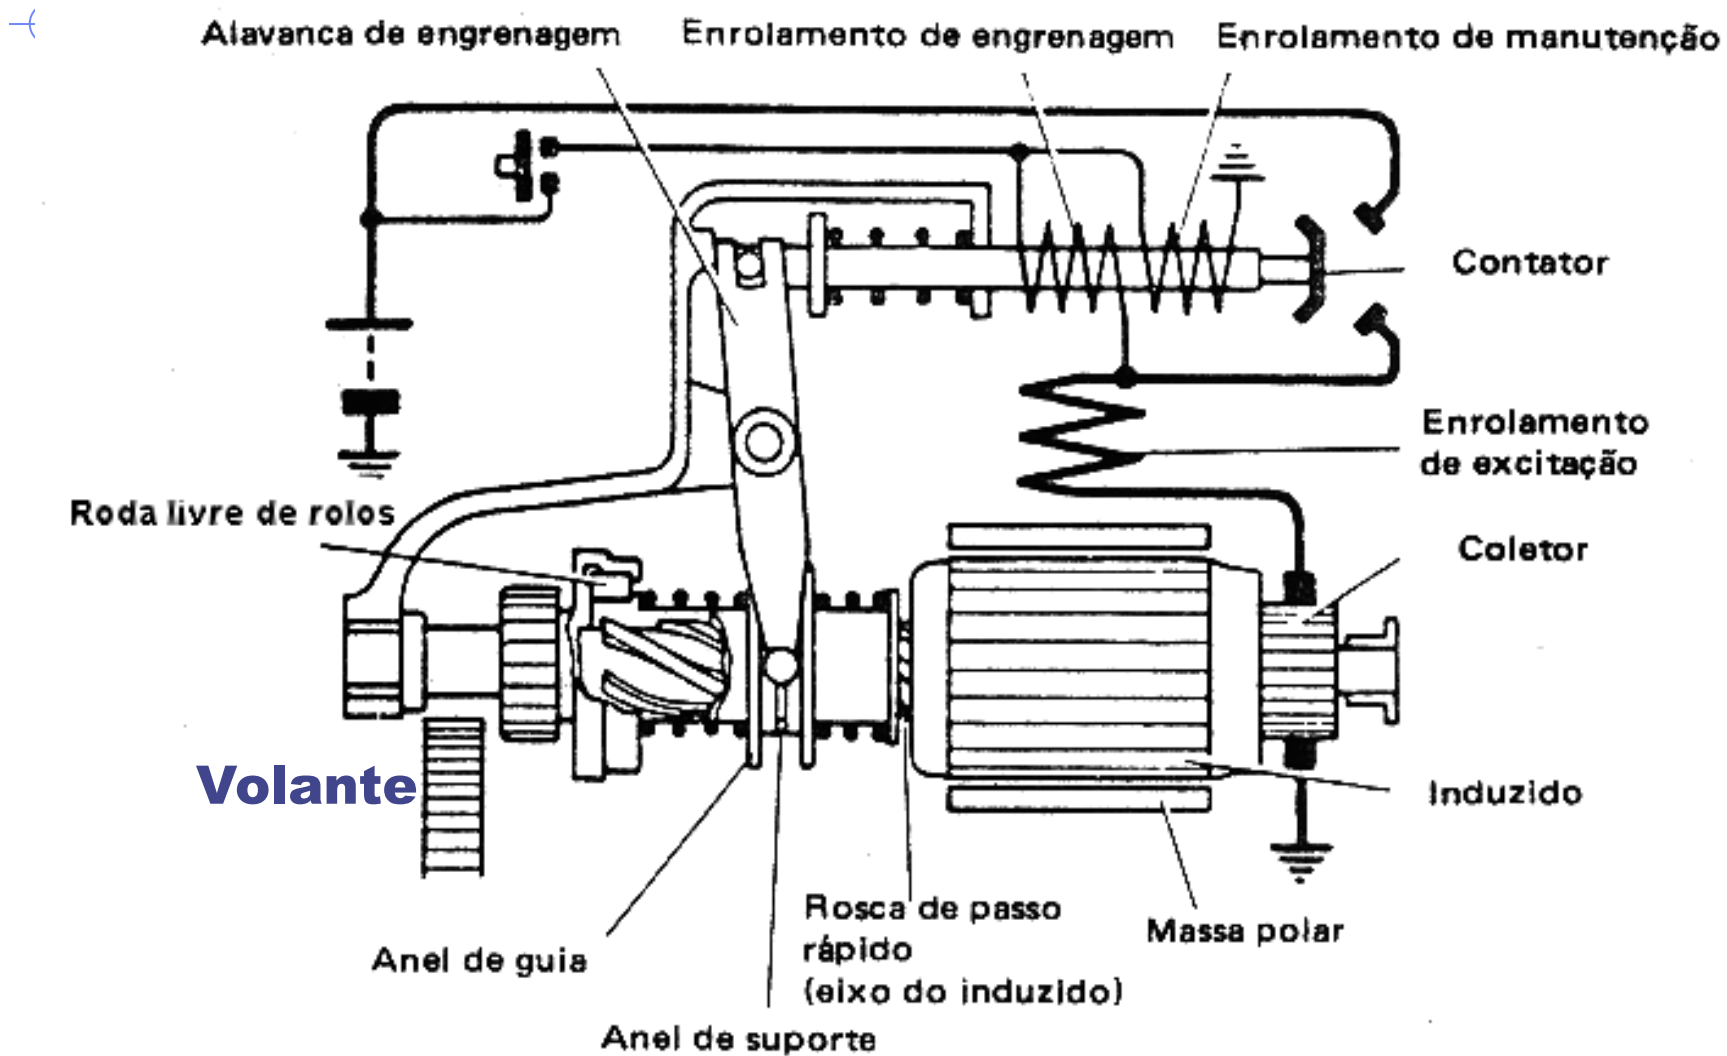 Alavanca de engrenagem
Enrolamento de engrenagem
Enrolamento de manutenção
Contator
Enrolamento
de excitação
Roda livre de rolos
Coletor
Volante
Induzido
Rosca de passo
rápido
(eixo do induzido)
Massa polar
Anel de guia
Anel de suporte